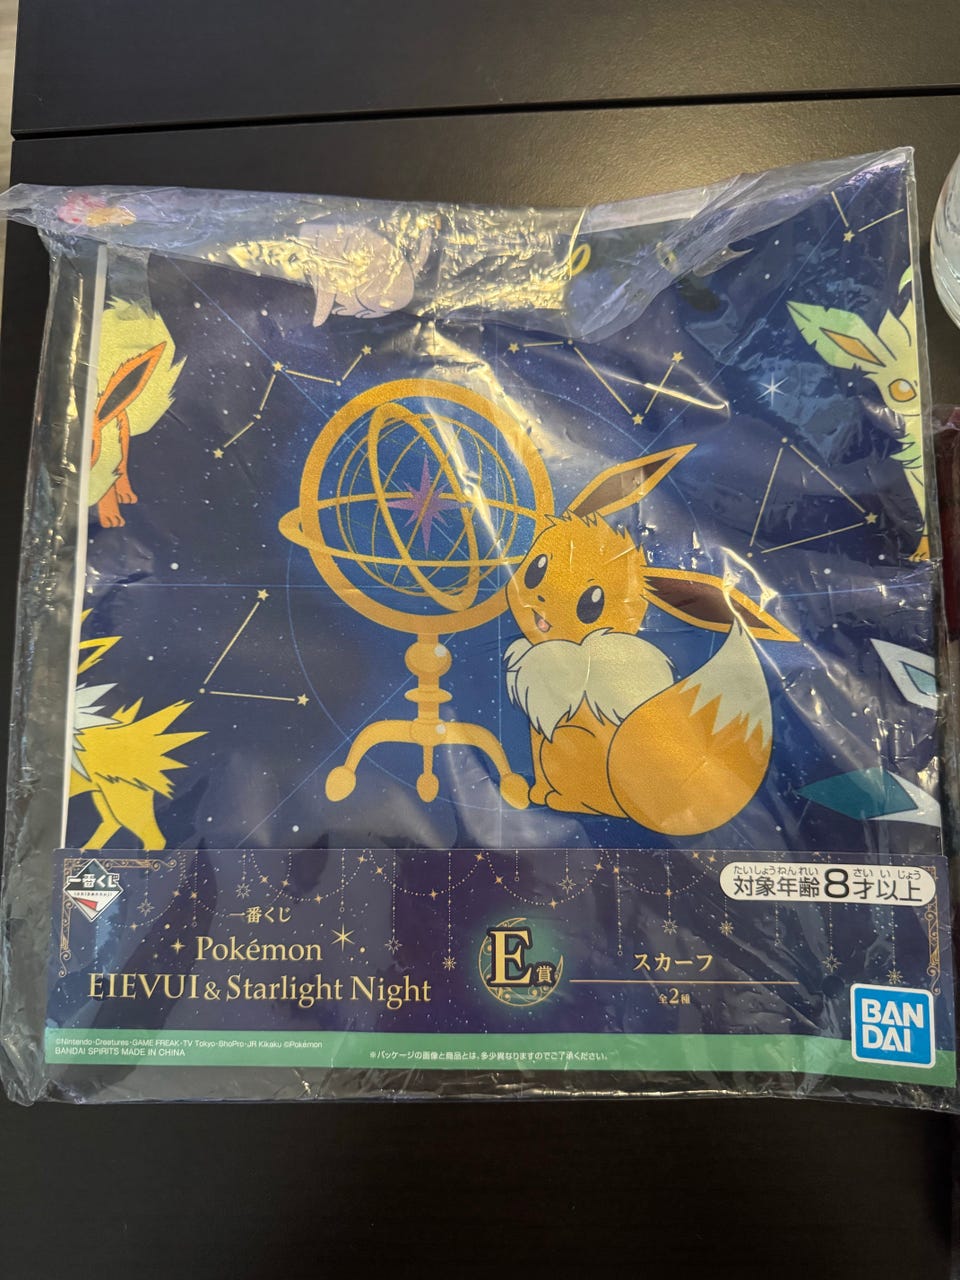 一番くじ
ichibankuji
一番くじ
Pokémon
EIEVUI & Starlight Night
E賞
スカーフ
全2種
たいしょうねんれい さい いじょう
対象年齢8才以上
BAN
DAI
©Nintendo・Creatures・GAME FREAK・TV Tokyo・ShoPro・JR Kikaku ©Pokémon
BANDAI SPIRITS MADE IN CHINA
※パッケージの画像と商品とは、多少異なりますのでご了承ください。